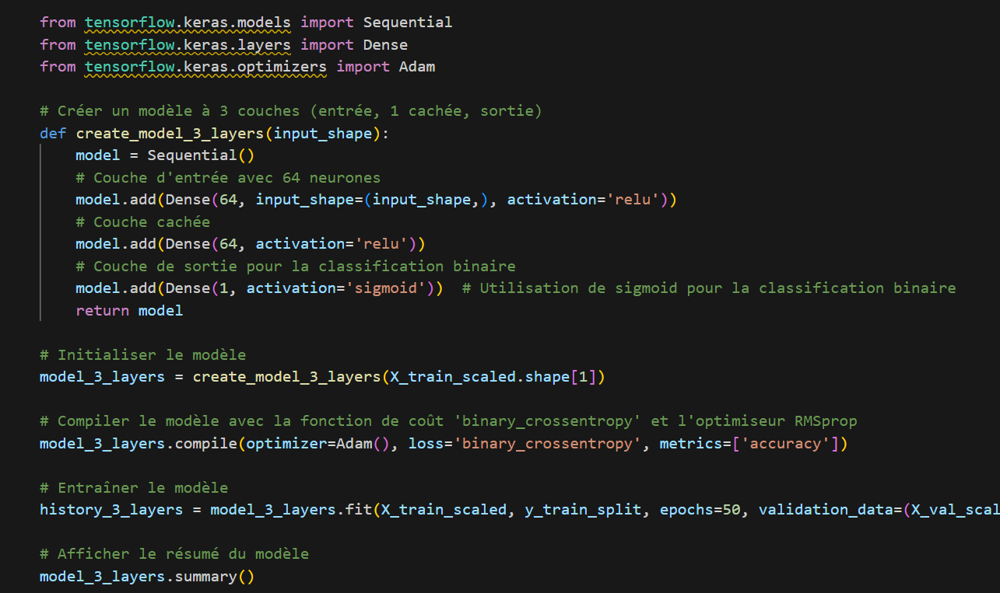 from tensorflow.keras.models import Sequential
from tensorflow.keras.layers import Dense
from tensorflow.keras.optimizers import Adam
# Créer un modèle à 3 couches (entrée, 1 cachée, sortie)
def create_model_3_layers(input_shape):
    model = Sequential()
    # Couche d'entrée avec 64 neurones
    model.add(Dense(64, input_shape=(input_shape,), activation='relu'))
    # Couche cachée
    model.add(Dense(64, activation='relu'))
    # Couche de sortie pour la classification binaire
    model.add(Dense(1, activation='sigmoid'))  # Utilisation de sigmoid pour la classification binaire
    return model
# Initialiser le modèle
model_3_layers = create_model_3_layers(X_train_scaled.shape[1])
# Compiler le modèle avec la fonction de coût 'binary_crossentropy' et l'optimiseur RMSprop
model_3_layers.compile(optimizer=Adam(), loss='binary_crossentropy', metrics=['accuracy'])
# Entraîner le modèle
history_3_layers = model_3_layers.fit(X_train_scaled, y_train_split, epochs=50, validation_data=(X_val_scal
# Afficher le résumé du modèle
model_3_layers.summary()